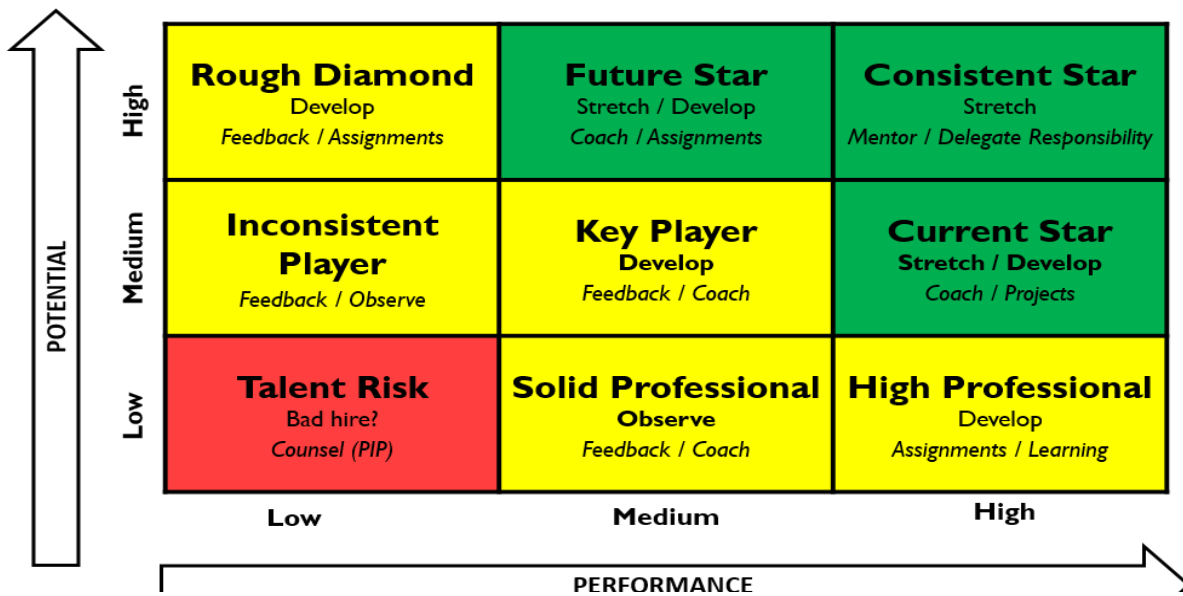 POTENTIAL
High
Rough Diamond
Develop
Feedback / Assignments
Future Star
Stretch / Develop
Coach / Assignments
Consistent Star
Stretch
Mentor / Delegate Responsibility
Medium
Inconsistent
Player
Feedback / Observe
Key Player
Develop
Feedback / Coach
Current Star
Stretch / Develop
Coach / Projects
Low
Talent Risk
Bad hire?
Counsel (PIP)
Solid Professional
Observe
Feedback / Coach
High Professional
Develop
Assignments / Learning
Low
Medium
High
PERFORMANCE